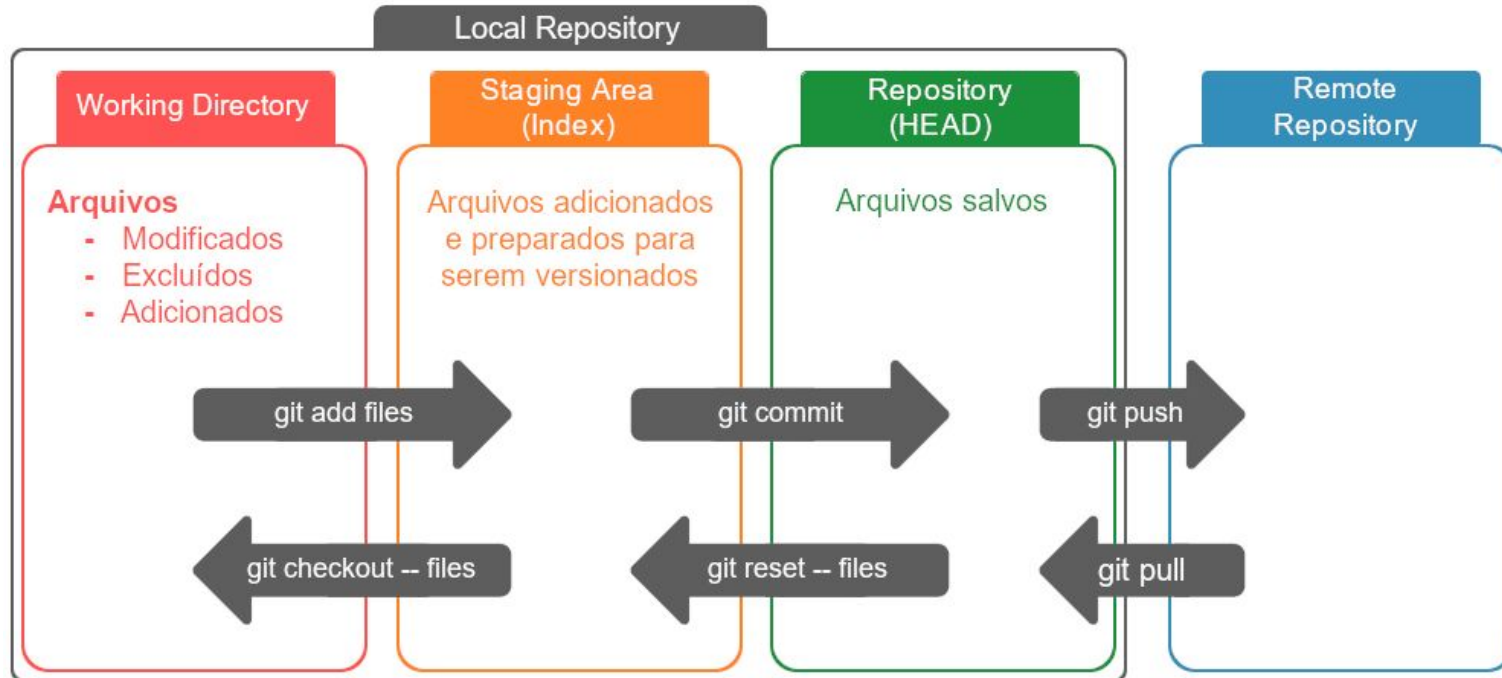 Local Repository
Working Directory
Staging Area
(Index)
Repository
(HEAD)
Remote
Repository
Arquivos
- Modificados
- Excluídos
- Adicionados
Arquivos adicionados
e preparados para
serem versionados
Arquivos salvos
git add files
git commit
git push
git checkout -- files
git reset -- files
git pull